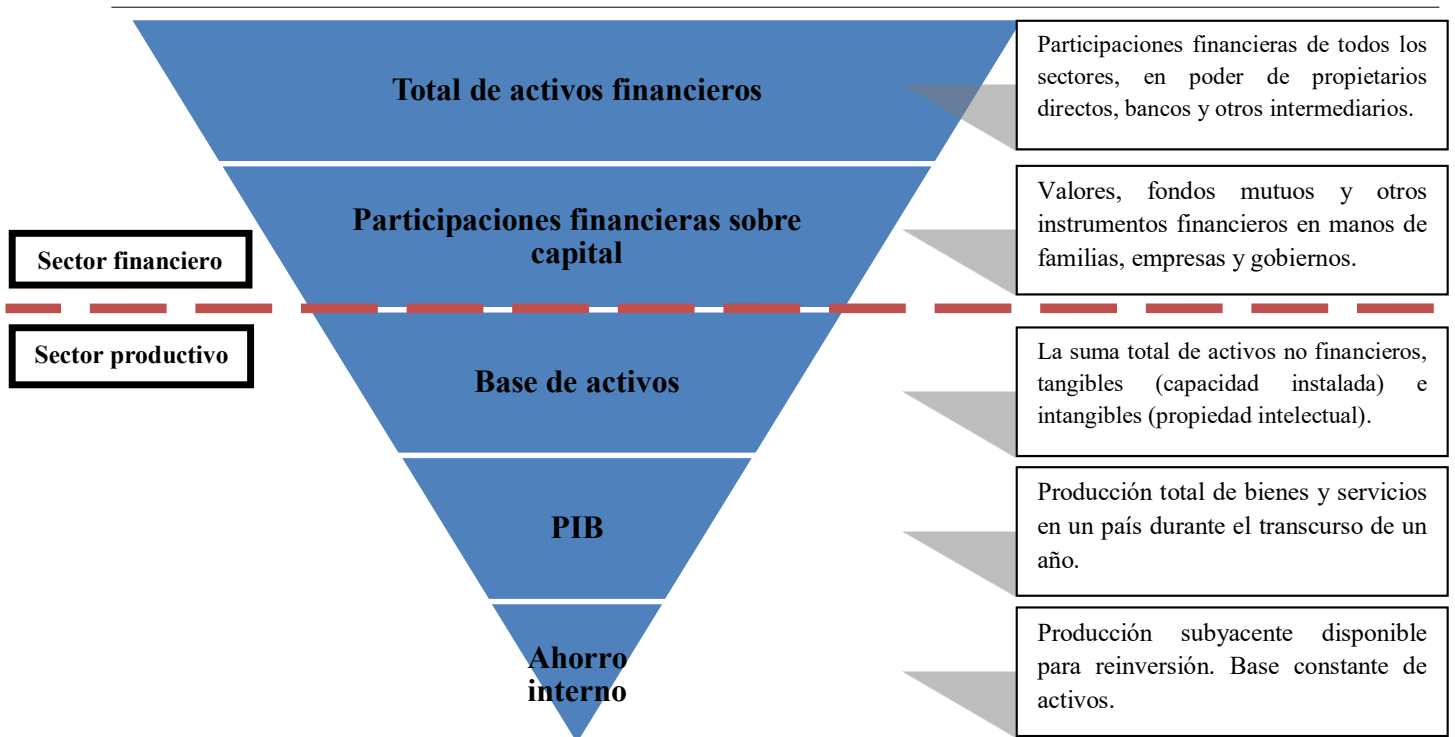 Total de activos financieros
Participaciones financieras de todos los
sectores, en poder de propietarios
directos, bancos y otros intermediarios.
Participaciones financieras sobre
capital
Valores, fondos mutuos y otros
instrumentos financieros en manos de
familias, empresas y gobiernos.
Sector financiero
Sector productivo
Base de activos
La suma total de activos no financieros,
tangibles (capacidad instalada) e
intangibles (propiedad intelectual).
PIB
Producción total de bienes y servicios
en un país durante el transcurso de un
año.
Ahorro
interno
Producción subyacente disponible
para reinversión. Base constante de
activos.